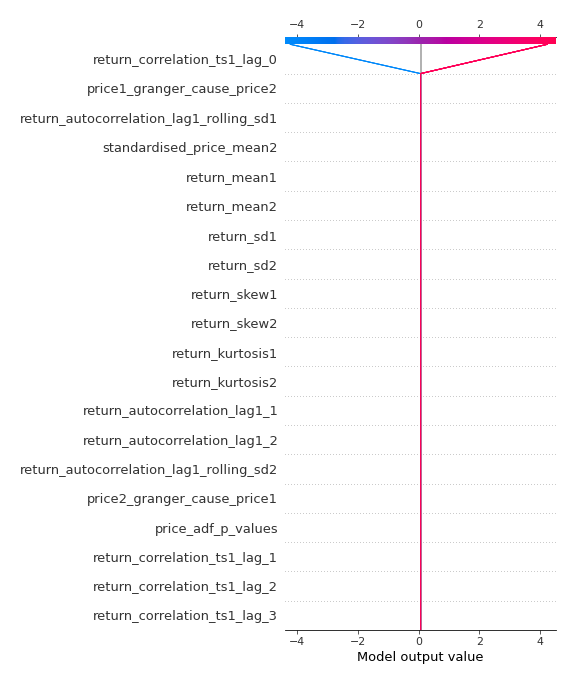 −4 −2 0 2 4
return_correlation_ts1_lag_0
price1_granger_cause_price2
return_autocorrelation_lag1_rolling_sd1
standardised_price_mean2
return_mean1
return_mean2
return_sd1
return_sd2
return_skew1
return_skew2
return_kurtosis1
return_kurtosis2
return_autocorrelation_lag1_1
return_autocorrelation_lag1_2
return_autocorrelation_lag1_rolling_sd2
price2_granger_cause_price1
price_adf_p_values
return_correlation_ts1_lag_1
return_correlation_ts1_lag_2
return_correlation_ts1_lag_3
−4 −2 0 2 4
Model output value